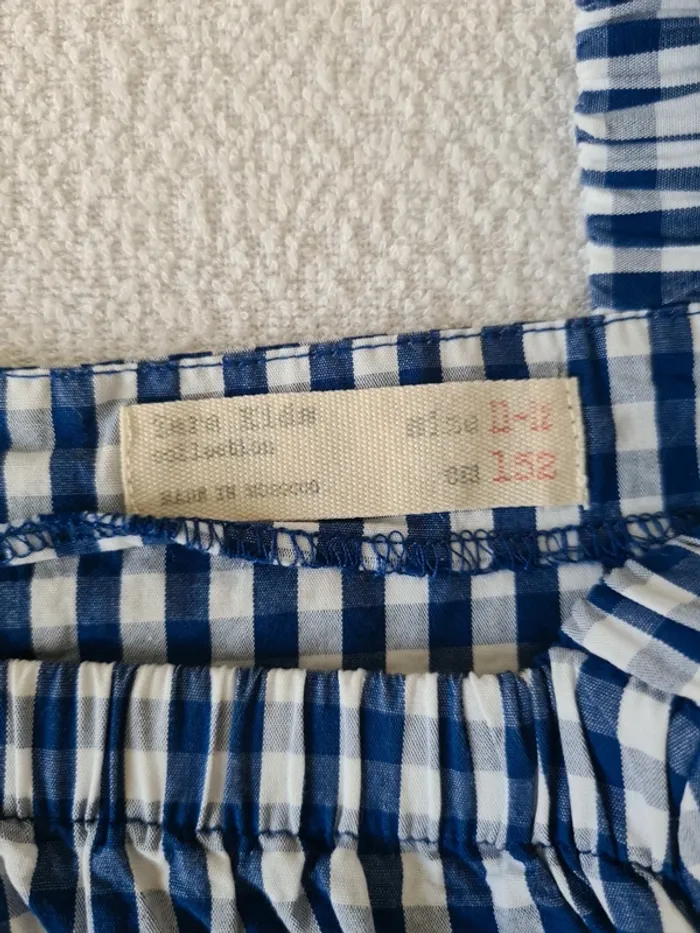 Zara Kids
collection
MADE IN MOROCCO
size 11-12
cm 152